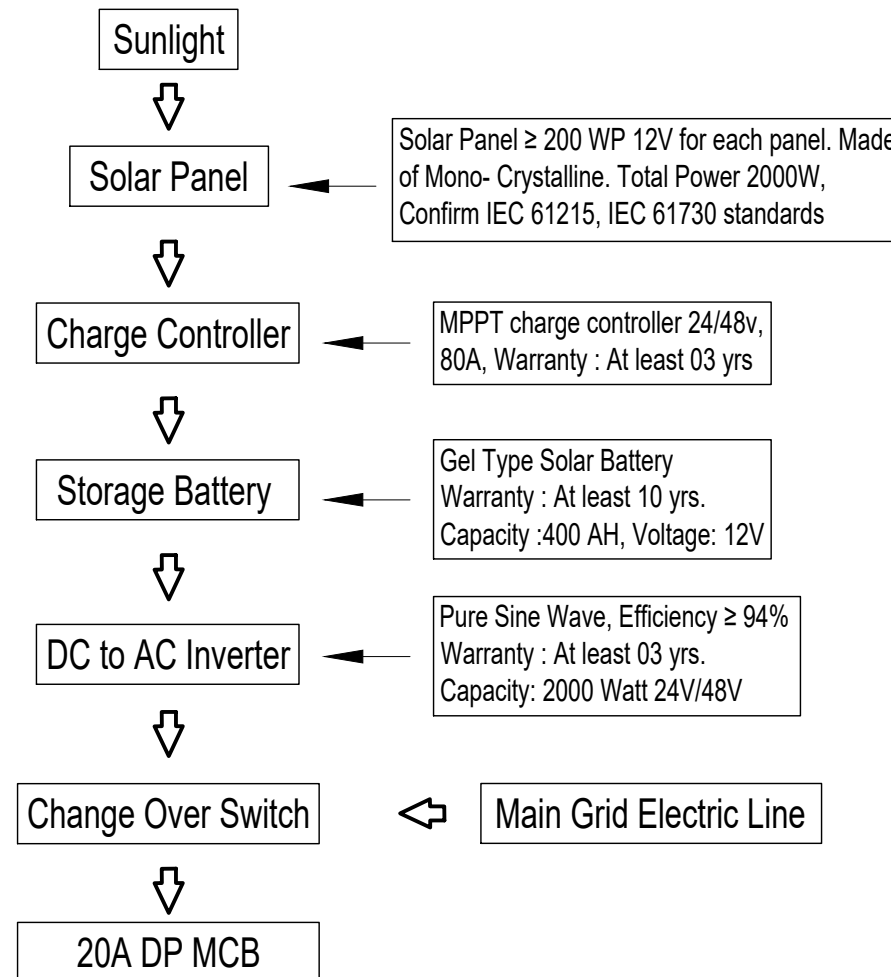 Sunlight
Solar Panel
Solar Panel ≥ 200 WP 12V for each panel. Made
of Mono- Crystalline. Total Power 2000W,
Confirm IEC 61215, IEC 61730 standards
Charge Controller
MPPT charge controller 24/48v,
80A, Warranty : At least 03 yrs
Storage Battery
Gel Type Solar Battery
Warranty : At least 10 yrs.
Capacity :400 AH, Voltage: 12V
DC to AC Inverter
Pure Sine Wave, Efficiency ≥ 94%
Warranty : At least 03 yrs.
Capacity: 2000 Watt 24V/48V
Change Over Switch
Main Grid Electric Line
20A DP MCB